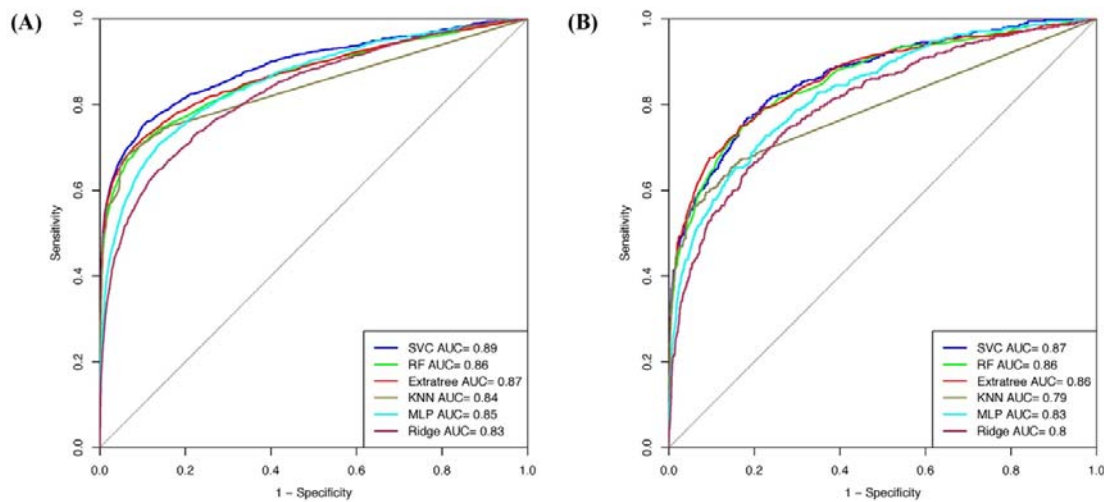 (A)
1.0
0.8
0.6
0.4
0.2
0.0
Sensitivity
SVC AUC= 0.89
RF AUC= 0.86
Extratree AUC= 0.87
KNN AUC= 0.84
MLP AUC= 0.85
Ridge AUC= 0.83
0.0 0.2 0.4 0.6 0.8 1.0
1 − Specificity
(B)
1.0
0.8
0.6
0.4
0.2
0.0
Sensitivity
SVC AUC= 0.87
RF AUC= 0.86
Extratree AUC= 0.86
KNN AUC= 0.79
MLP AUC= 0.83
Ridge AUC= 0.8
0.0 0.2 0.4 0.6 0.8 1.0
1 − Specificity